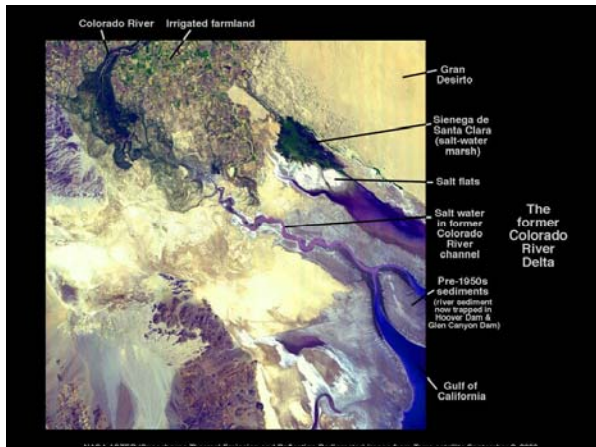 Colorado River
Irrigated farmland
Gran
Desirto
Sienega de
Santa Clara
(salt-water
marsh)
Salt flats
Salt water
in former
Colorado
River
channel
The
former
Colorado
River
Delta
Pre-1950s
sediments
(river sediment
now trapped in
Hoover Dam &
Glen Canyon Dam)
Gulf of
California